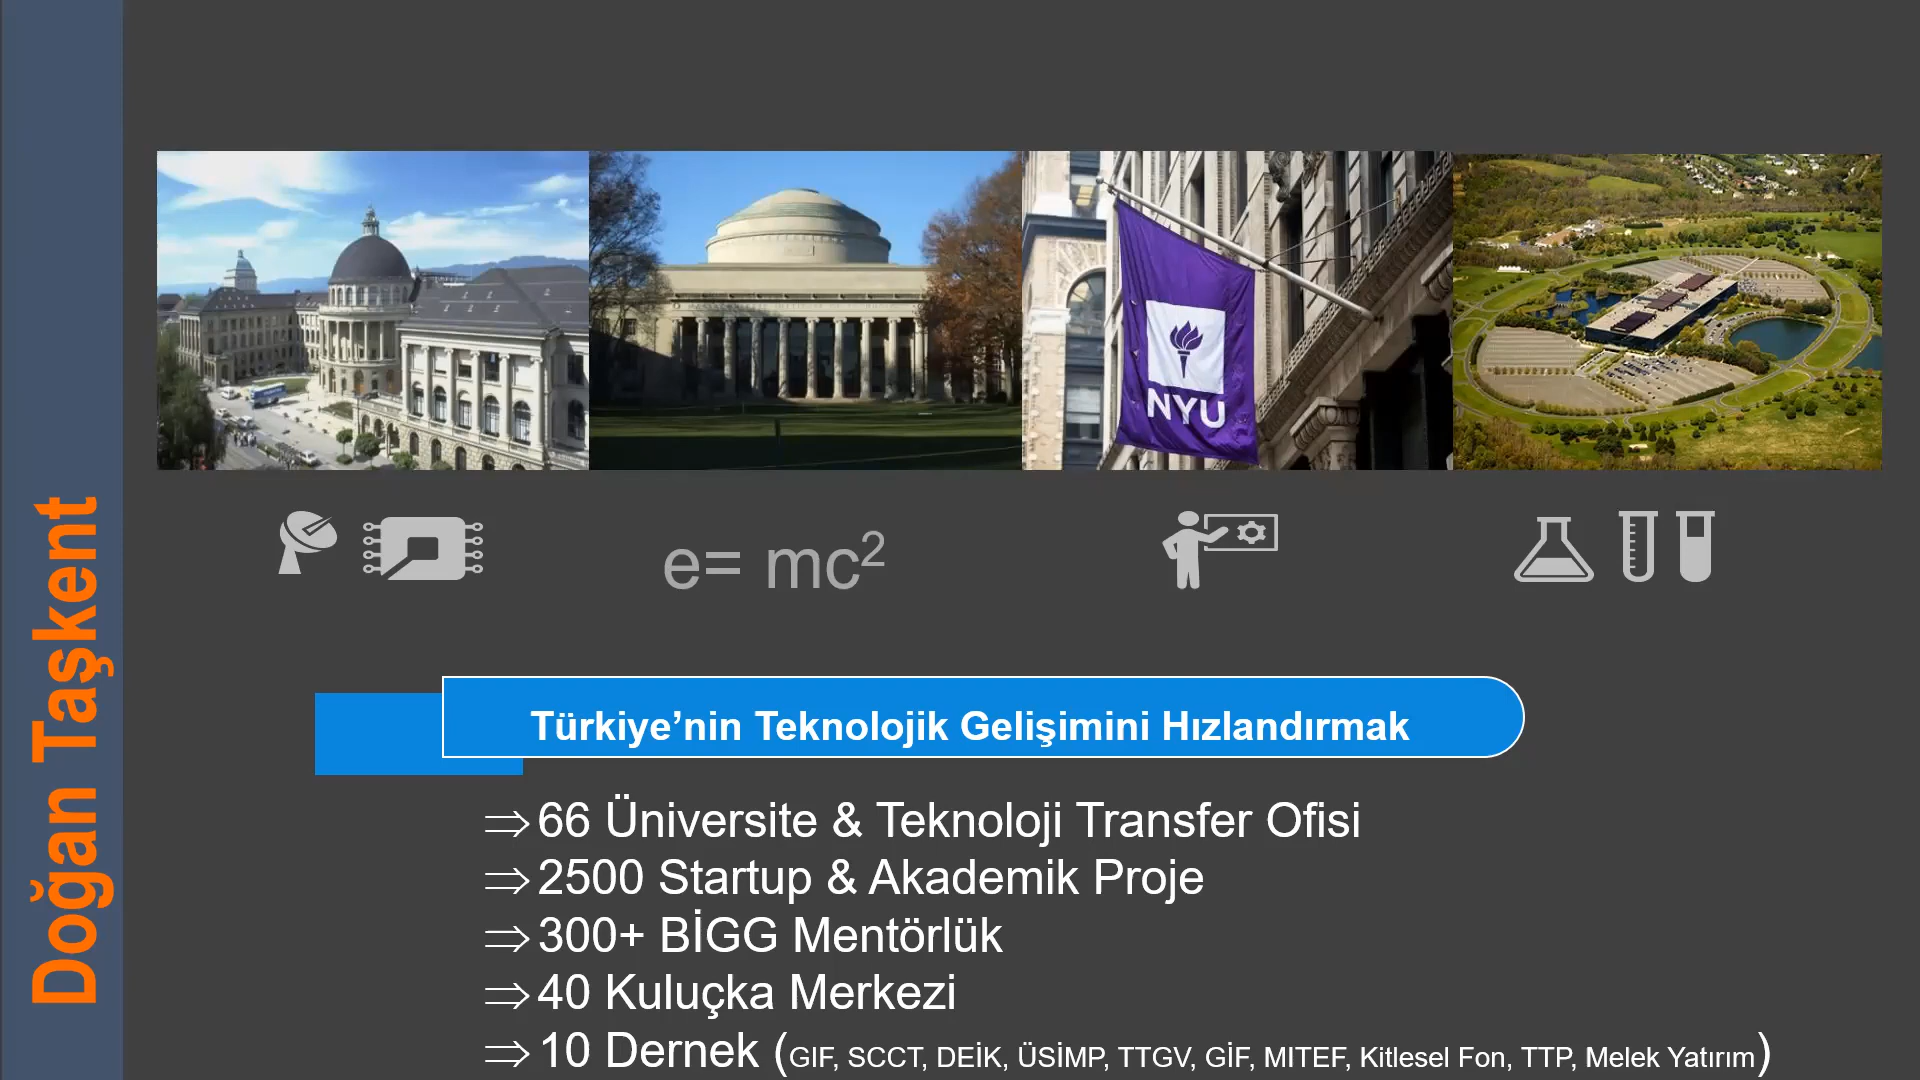 Doğan Taşkent
NYU
e= mc²
Türkiye’nin Teknolojik Gelişimini Hızlandırmak
⇒66 Üniversite & Teknoloji Transfer Ofisi
⇒2500 Startup & Akademik Proje
⇒300+ BİGG Mentörlük
⇒40 Kuluçka Merkezi
⇒10 Dernek (GIF, SCCT, DEİK, ÜSİMP, TTGV, GİF, MITEF, Kitlesel Fon, TTP, Melek Yatırım)